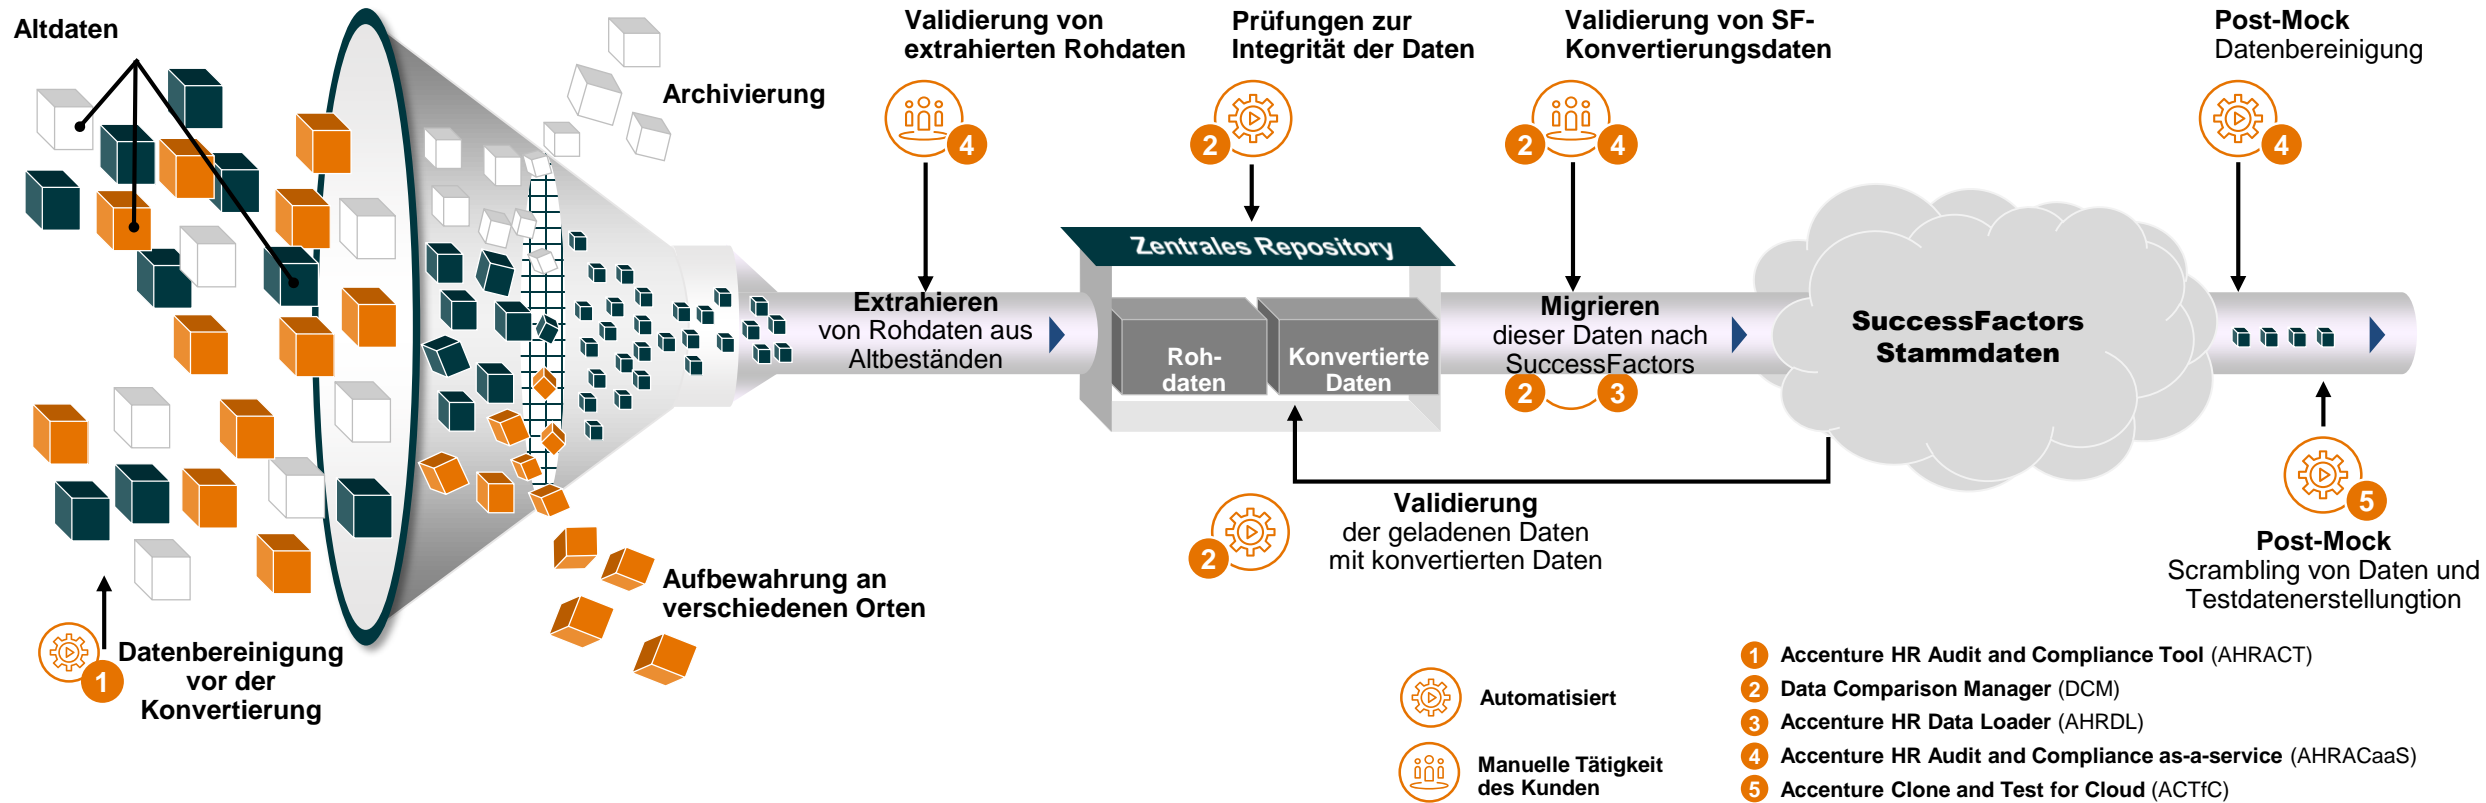 Altdaten
Archivierung
Validierung von
extrahierten Rohdaten
4
Prüfungen zur
Integrität der Daten
2
Validierung von SF-
Konvertierungsdaten
2
4
Post-Mock
Datenbereinigung
4
Extrahieren
von Rohdaten aus
Altbeständen
Zentrales Repository
Roh-
daten
Konvertierte
Daten
Migrieren
dieser Daten nach
SuccessFactors
2
3
SuccessFactors
Stammdaten
Validierung
der geladenen Daten
mit konvertierten Daten
2
5
Post-Mock
Scrambling von Daten und
Testdatenerstellungtion
Aufbewahrung an
verschiedenen Orten
1
Datenbereinigung
vor der
Konvertierung
Automatisiert
Manuelle Tätigkeit
des Kunden
1 Accenture HR Audit and Compliance Tool (AHRACT)
2 Data Comparison Manager (DCM)
3 Accenture HR Data Loader (AHRDL)
4 Accenture HR Audit and Compliance as-a-service (AHRACaaS)
5 Accenture Clone and Test for Cloud (ACTfC)